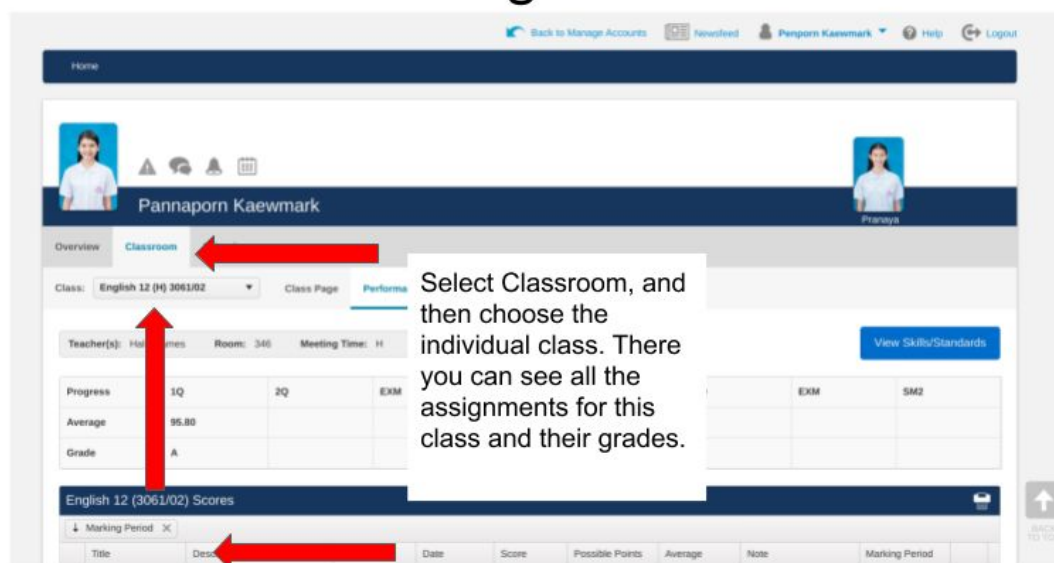 Back to Manage Accounts Newsfeed Penporn Kaewmark Help Logout
Home
Pannaporn Kaewmark
Pranaya
Overview Classroom
Class: English 12 (H) 3061/02 Class Page Performa
Select Classroom, and
then choose the
individual class. There
you can see all the
assignments for this
class and their grades.
Teacher(s): Room: 346 Meeting Time: H View Skills/Standards
Progress 1Q 2Q EXM EXM SM2
Average 95.80
Grade A
English 12 (3061/02) Scores
↓ Marking Period X
Title Date Score Possible Points Average Note Marking Period